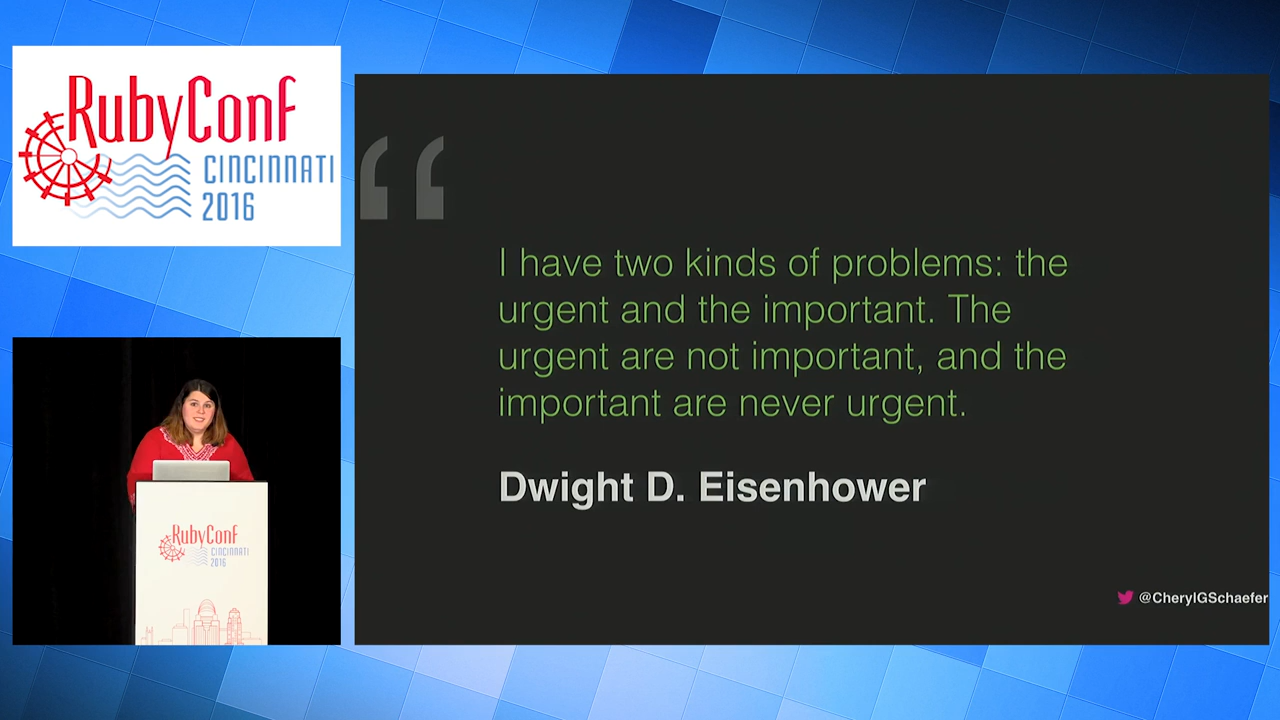 RubyConf
CINCINNATI
2016
“
I have two kinds of problems: the
urgent and the important. The
urgent are not important, and the
important are never urgent.
Dwight D. Eisenhower
@CherylGSchaefer
RubyConf
CINCINNATI
2016